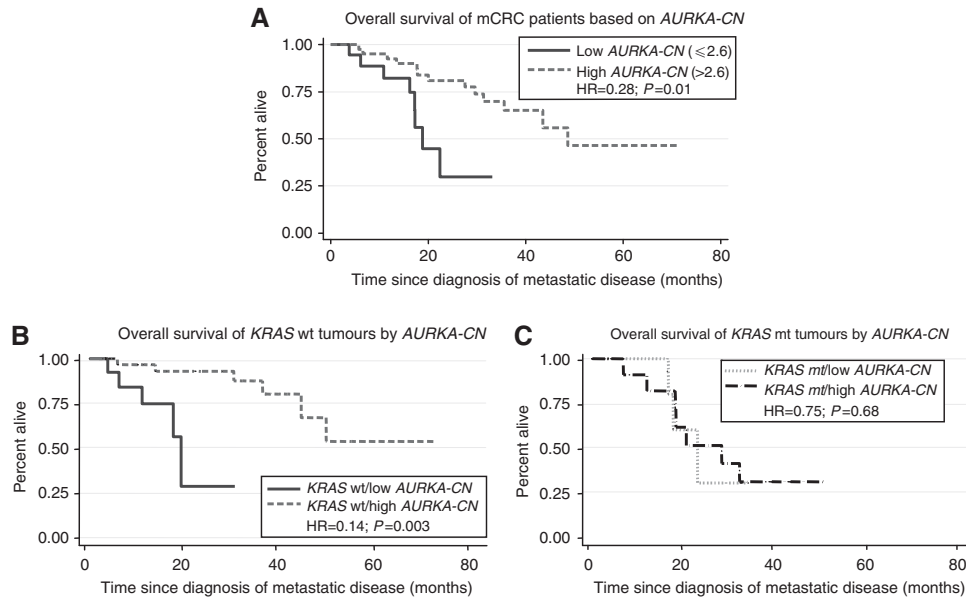 A
Overall survival of mCRC patients based on AURKA-CN
1.00
0.75
0.50
0.25
0.00
Percent alive
Low AURKA-CN (⩽2.6)
High AURKA-CN (>2.6)
HR=0.28; P=0.01
0 20 40 60 80
Time since diagnosis of metastatic disease (months)
B
Overall survival of KRAS wt tumours by AURKA-CN
1.00
0.75
0.50
0.25
0.00
Percent alive
KRAS wt/low AURKA-CN
KRAS wt/high AURKA-CN
HR=0.14; P=0.003
0 20 40 60 80
Time since diagnosis of metastatic disease (months)
C
Overall survival of KRAS mt tumours by AURKA-CN
1.00
0.75
0.50
0.25
0.00
Percent alive
KRAS mt/low AURKA-CN
KRAS mt/high AURKA-CN
HR=0.75; P=0.68
0 20 40 60 80
Time since diagnosis of metastatic disease (months)